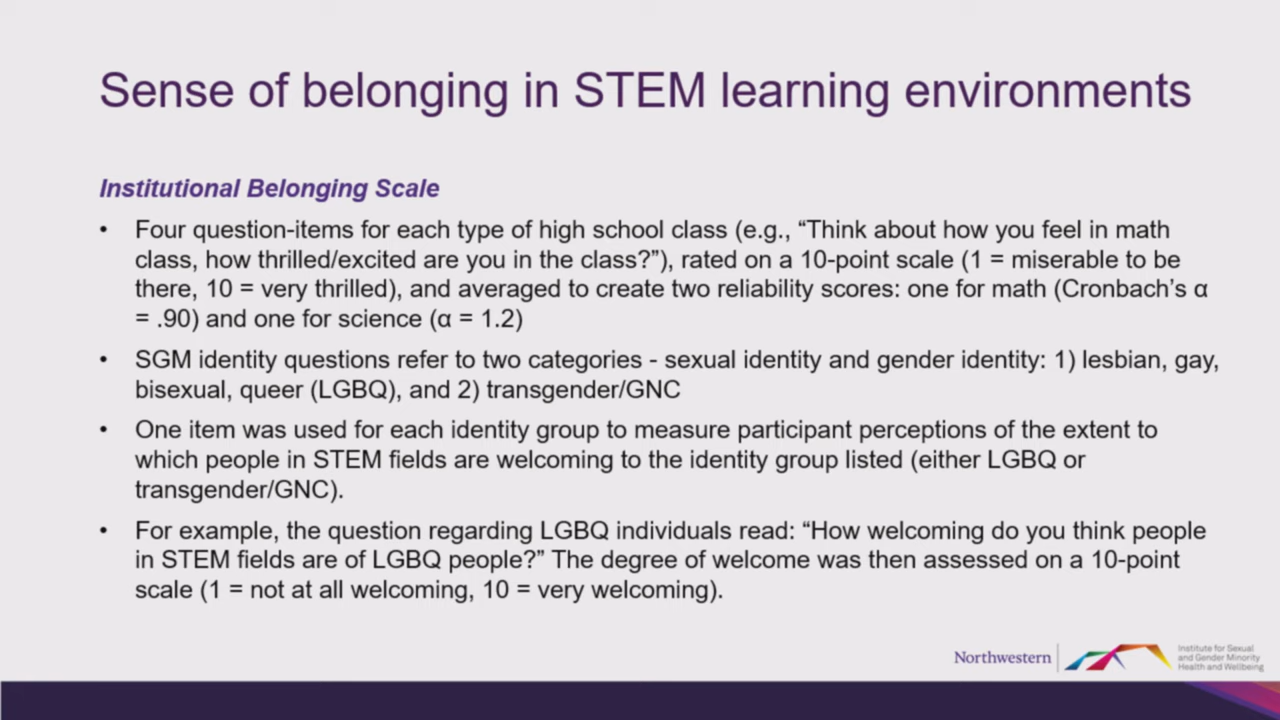 Sense of belonging in STEM learning environments
Institutional Belonging Scale
• Four question-items for each type of high school class (e.g., “Think about how you feel in math
class, how thrilled/excited are you in the class?”), rated on a 10-point scale (1 = miserable to be
there, 10 = very thrilled), and averaged to create two reliability scores: one for math (Cronbach’s α
= .90) and one for science (α = 1.2)
• SGM identity questions refer to two categories - sexual identity and gender identity: 1) lesbian, gay,
bisexual, queer (LGBQ), and 2) transgender/GNC
• One item was used for each identity group to measure participant perceptions of the extent to
which people in STEM fields are welcoming to the identity group listed (either LGBQ or
transgender/GNC).
• For example, the question regarding LGBQ individuals read: “How welcoming do you think people
in STEM fields are of LGBQ people?” The degree of welcome was then assessed on a 10-point
scale (1 = not at all welcoming, 10 = very welcoming).
Northwestern
Institute for Sexual
and Gender Minority
Health and Wellbeing